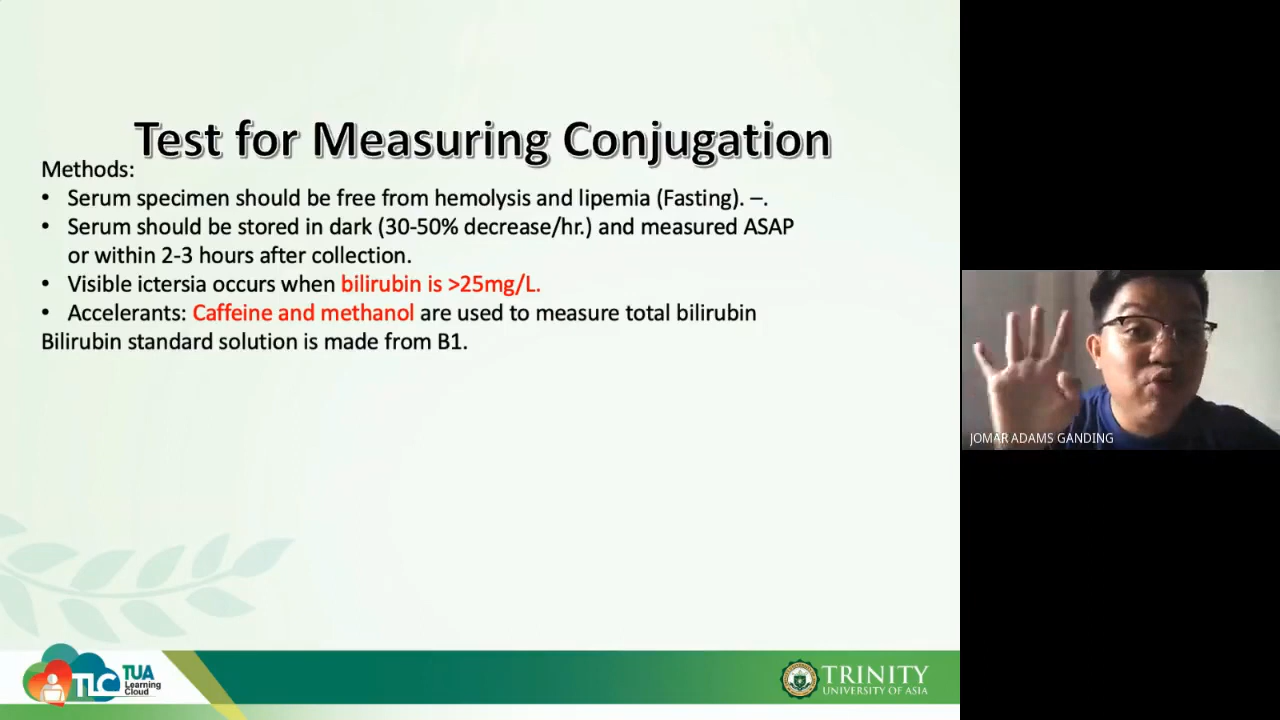 Test for Measuring Conjugation
Methods:
• Serum specimen should be free from hemolysis and lipemia (Fasting). –.
• Serum should be stored in dark (30-50% decrease/hr.) and measured ASAP
or within 2-3 hours after collection.
• Visible ictersia occurs when bilirubin is >25mg/L.
• Accelerants: Caffeine and methanol are used to measure total bilirubin
Bilirubin standard solution is made from B1.
JOMAR ADAMS GANDING
TLC TUA
Learning
Cloud
TRINITY
UNIVERSITY OF ASIA